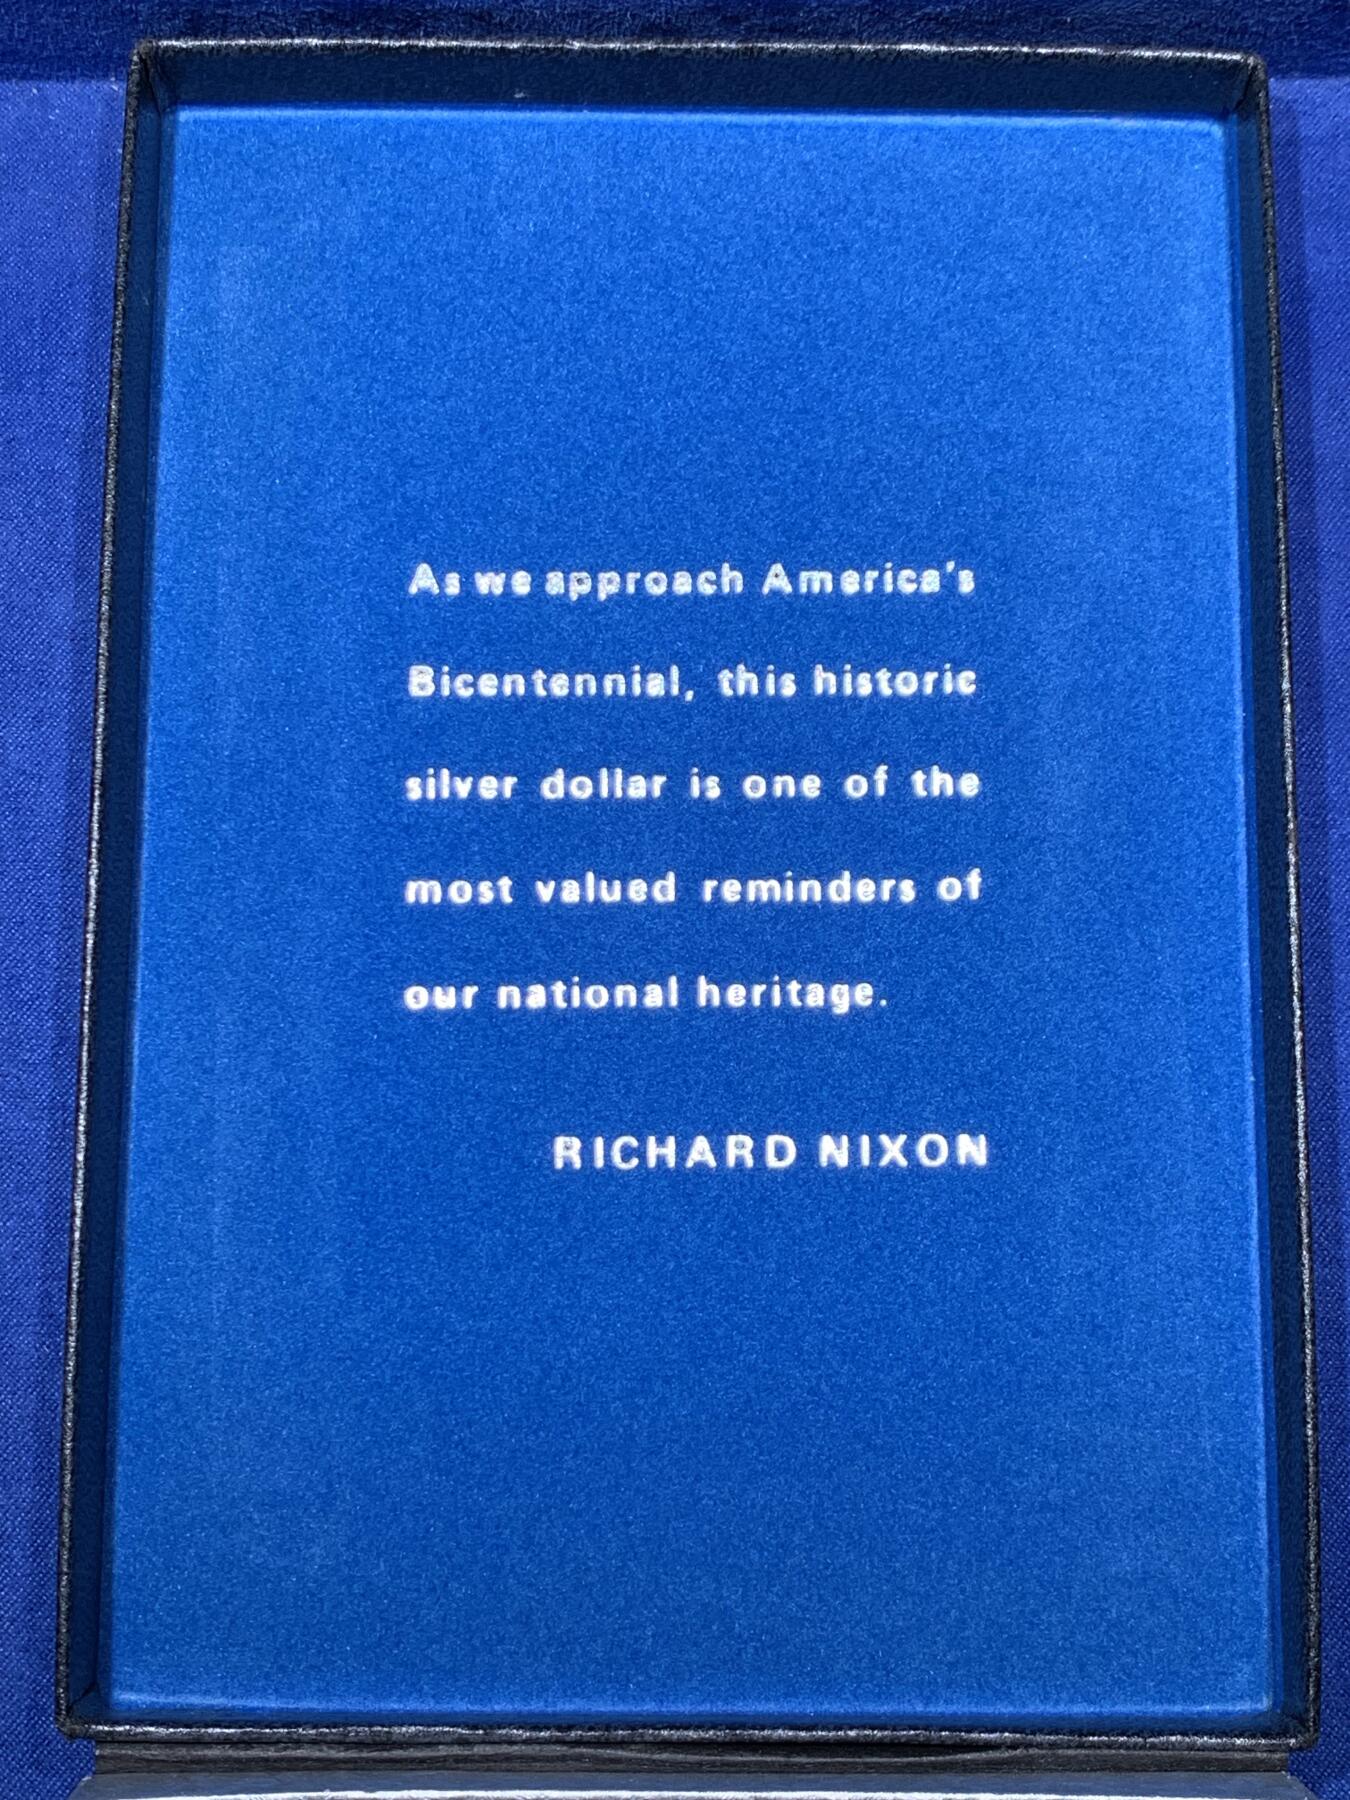 As we approach America's
Bicentennial, this historic
silver dollar is one of the
most valued reminders of
our national heritage.
RICHARD NIXON